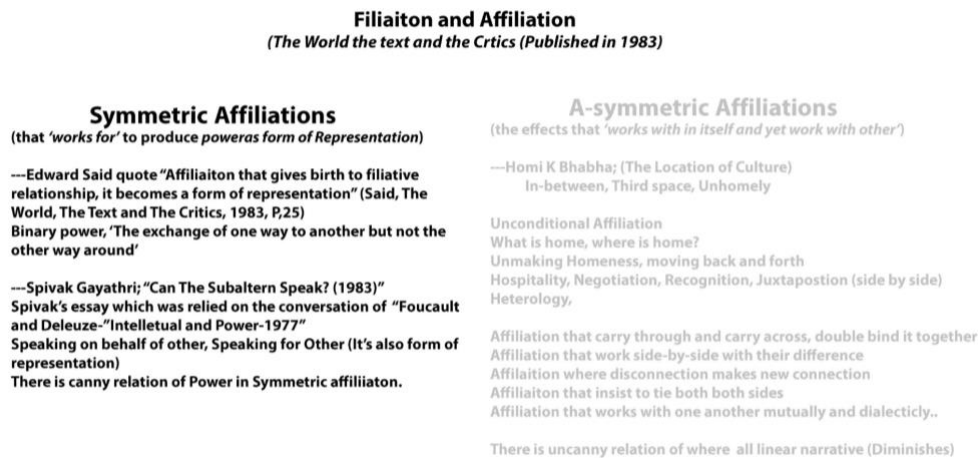 Filiaiton and Affiliation
(The World the text and the Crtics (Published in 1983)
Symmetric Affiliations
(that ‘works for’ to produce poweras form of Representation)
---Edward Said quote “Affiliaiton that gives birth to filiative
relationship, it becomes a form of representation” (Said, The
World, The Text and The Critics, 1983, P,25)
Binary power, ‘The exchange of one way to another but not the
other way around’
---Spivak Gayathri; “Can The Subaltern Speak? (1983)”
Spivak’s essay which was relied on the conversation of “Foucault
and Deleuze-”Intelletual and Power-1977”
Speaking on behalf of other, Speaking for Other (It’s also form of
representation)
There is canny relation of Power in Symmetric affiliiaton.
A-symmetric Affiliations
(the effects that ‘works with in itself and yet work with other’)
---Homi K Bhabha; (The Location of Culture)
In-between, Third space, Unhomely
Unconditional Affiliation
What is home, where is home?
Unmaking Homeness, moving back and forth
Hospitality, Negotiation, Recognition, Juxtapostion (side by side)
Heterology,
Affiliation that carry through and carry across, double bind it together
Affiliation that work side-by-side with their difference
Affilaition where disconnection makes new connection
Affiliaiton that insist to tie both both sides
Affiliation that works with one another mutually and dialecticly..
There is uncanny relation of where all linear narrative (Diminishes)